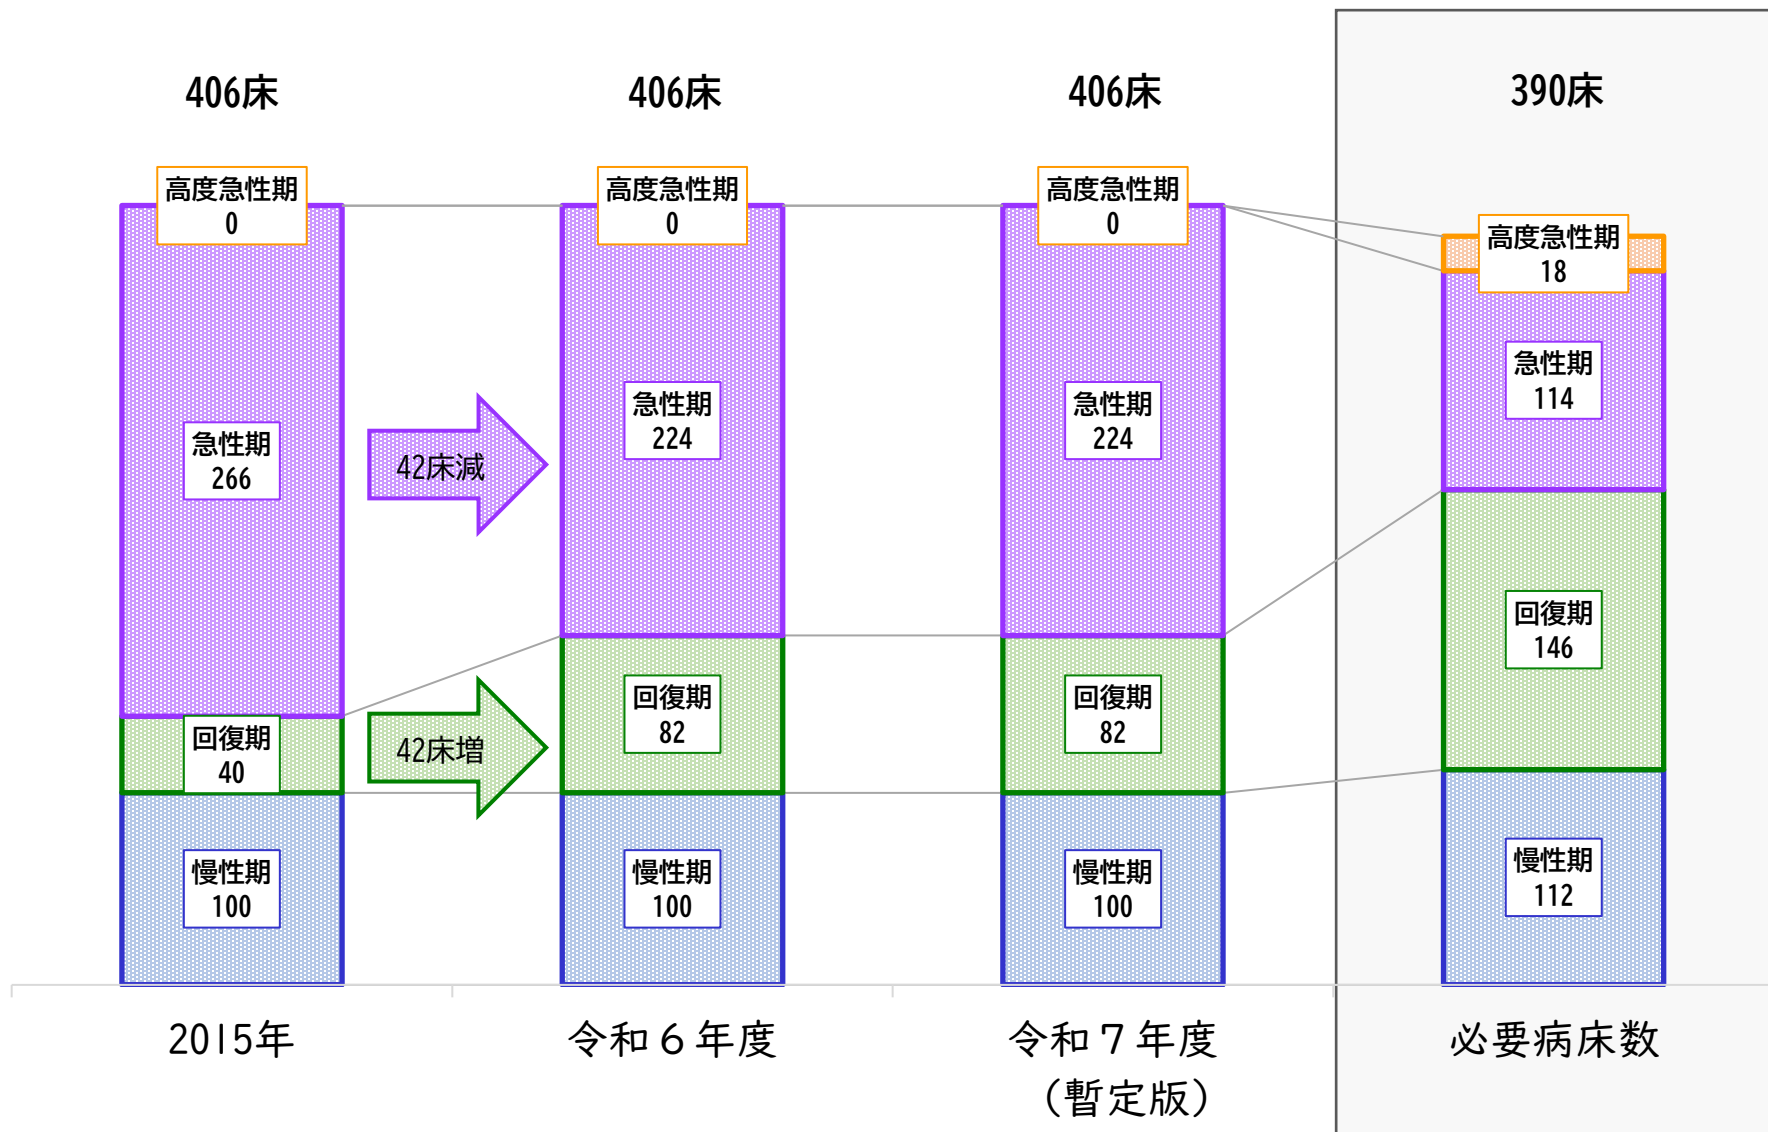 406床
406床
406床
390床
高度急性期
0
高度急性期
0
高度急性期
0
高度急性期
18
急性期
266
42床減
急性期
224
急性期
224
急性期
114
回復期
40
42床増
回復期
82
回復期
82
回復期
146
慢性期
100
慢性期
100
慢性期
100
慢性期
112
2015年
令和６年度
令和７年度
（暫定版）
必要病床数